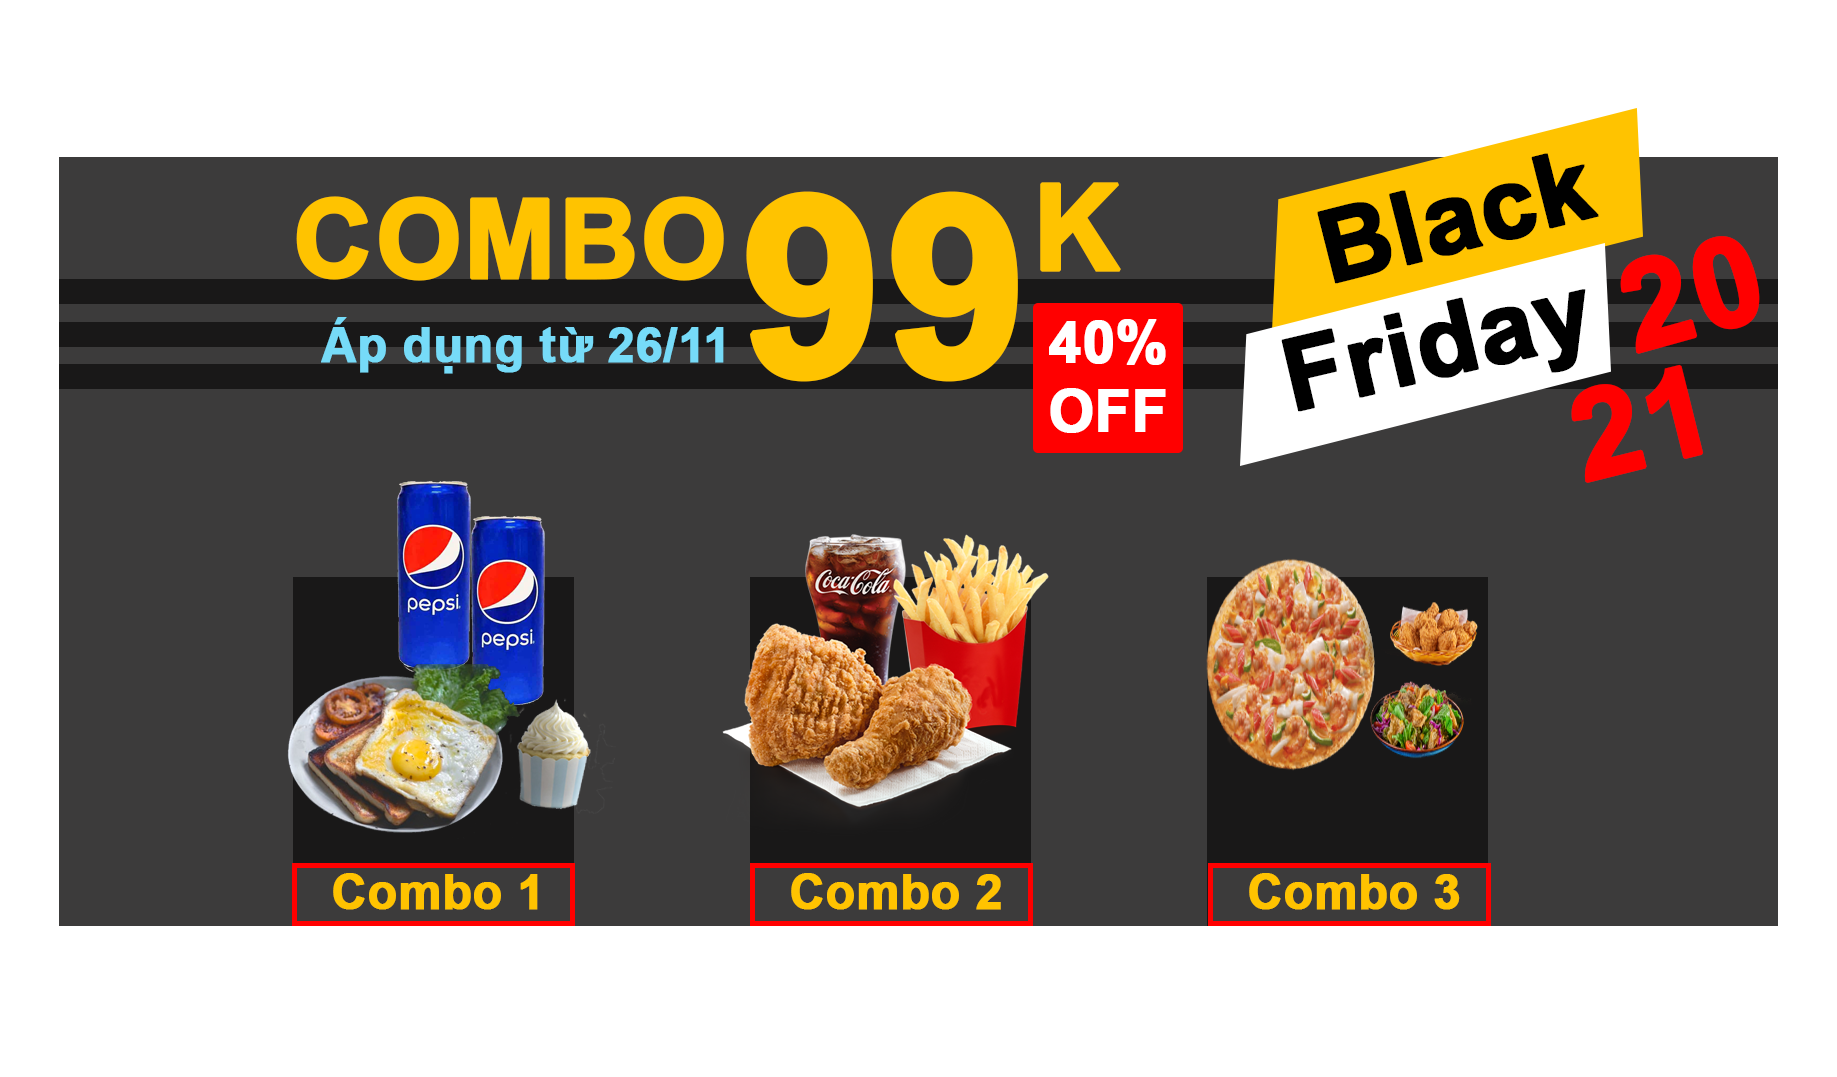 COMBO 99K
Áp dụng từ 26/11
40%
OFF
Black
Friday
20
21
pepsi
pepsi
Coca-Cola
Combo 1
Combo 2
Combo 3